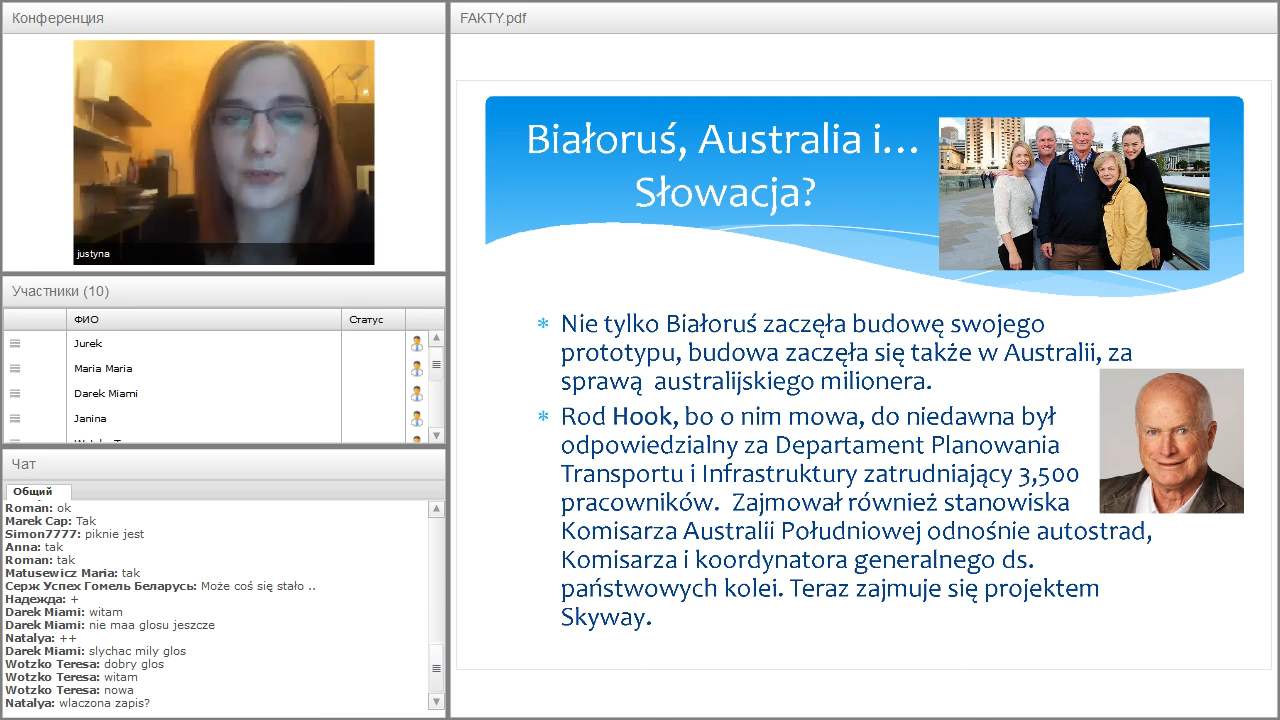 Конференция
justyna
Участники (10)
ФИО
Статус
Jurek
Maria Maria
Darek Miami
Janina
Чат
Общий
Roman: ok
Marek Cap: Tak
Simon7777: piknie jest
Anna: tak
Roman: tak
Matusewicz Maria: tak
Серж Успех Гомель Беларусь: Może coś się stało ..
Надежда: +
Darek Miami: witam
Darek Miami: nie maa glosu jeszcze
Natalya: ++
Darek Miami: slychac mily glos
Wotzko Teresa: dobry glos
Wotzko Teresa: witam
Wotzko Teresa: nowa
Natalya: wlaczona zapis?
FAKTY.pdf
Białoruś, Australia i...
Słowacja?
* Nie tylko Białoruś zaczęła budowę swojego
prototypu, budowa zaczęła się także w Australii, za
sprawą australijskiego milionera.
* Rod Hook, bo o nim mowa, do niedawna był
odpowiedzialny za Departament Planowania
Transportu i Infrastruktury zatrudniający 3,500
pracowników. Zajmował również stanowiska
Komisarza Australii Południowej odnośnie autostrad,
Komisarza i koordynatora generalnego ds.
państwowych kolei. Teraz zajmuje się projektem
Skyway.